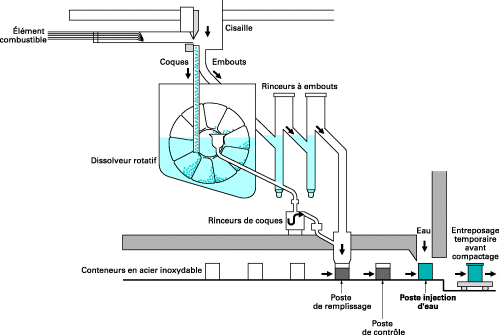 Élément
combustible
Cisaille
Coques
Embouts
Rinceurs à embouts
Dissolveur rotatif
Rinceurs de coques
Eau
Entreposage
temporaire
avant
compactage
Conteneurs en acier inoxydable
Poste
de remplissage
Poste
de contrôle
Poste injection
d'eau